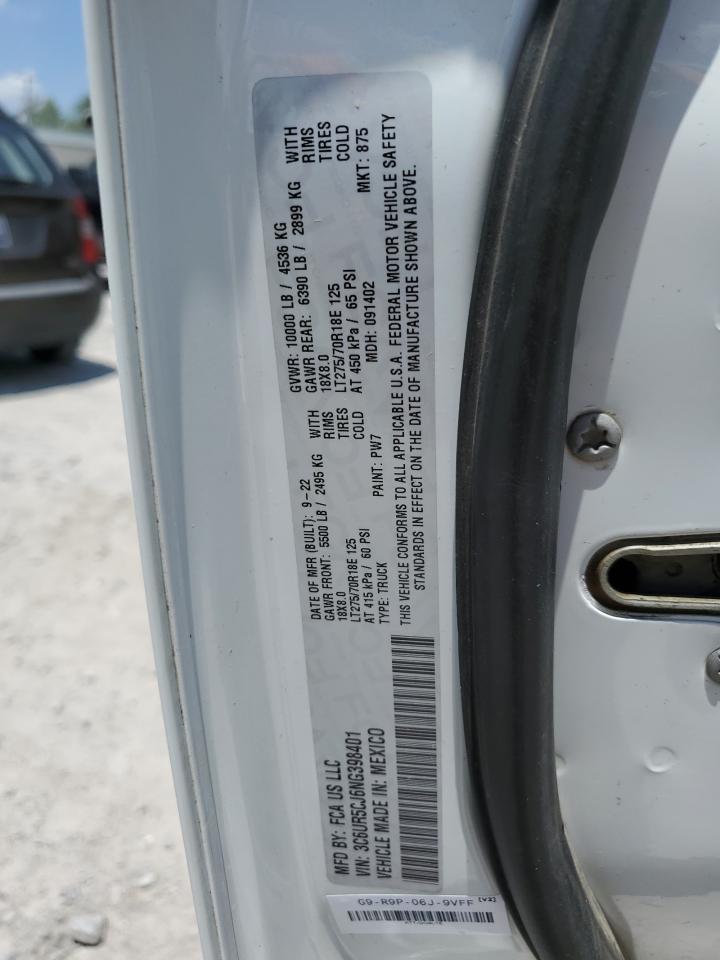 MFD BY: FCA US LLC
DATE OF MFR (BUILT): 9-22
GVWR: 10000 LB / 4536 KG
GAWR FRONT: 5500 LB / 2495 KG WITH
GAWR REAR: 6390 LB / 2899 KG WITH
18X8.0 RIMS
18X8.0 RIMS
LT275/70R18E 125 TIRES
LT275/70R18E 125 TIRES
AT 415 kPa / 60 PSI COLD
AT 450 kPa / 65 PSI COLD
VIN: 3C6UR5CJ6NG398401
TYPE: TRUCK
PAINT: PW7
MDH: 091402
MKT: 875
VEHICLE MADE IN: MEXICO
THIS VEHICLE CONFORMS TO ALL APPLICABLE U.S.A. FEDERAL MOTOR VEHICLE SAFETY
STANDARDS IN EFFECT ON THE DATE OF MANUFACTURE SHOWN ABOVE.
G9-R9P-06J-9VFF [V2]